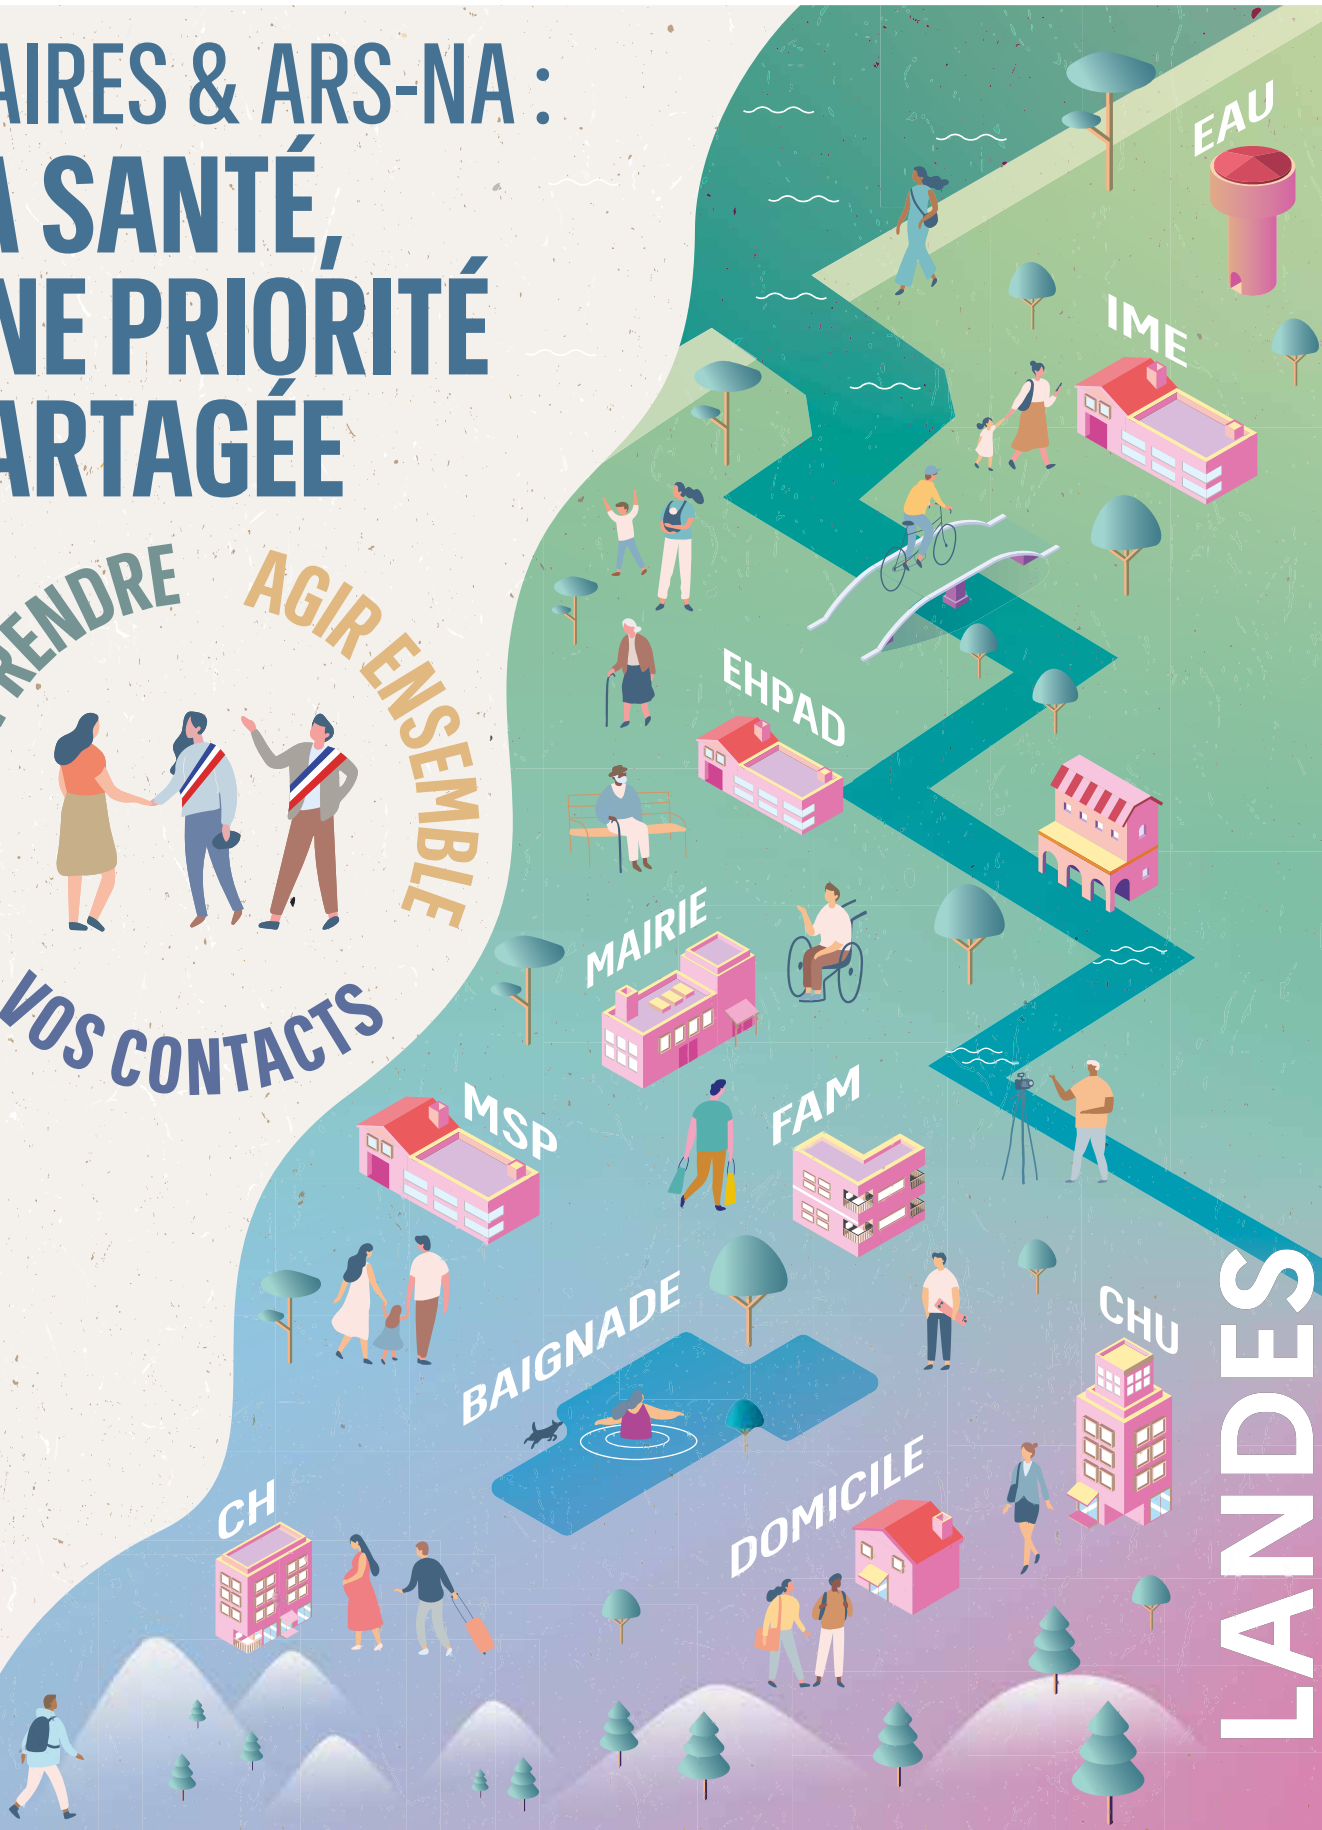 AIRES & ARS-NA :
A SANTÉ,
NE PRIORITÉ
ARTAGÉE
RENDRE
AGIR ENSEMBLE
VOS CONTACTS
EAU
IME
EHPAD
MAIRIE
MSP
FAM
BAIGNADE
CHU
DOMICILE
CH
LANDES